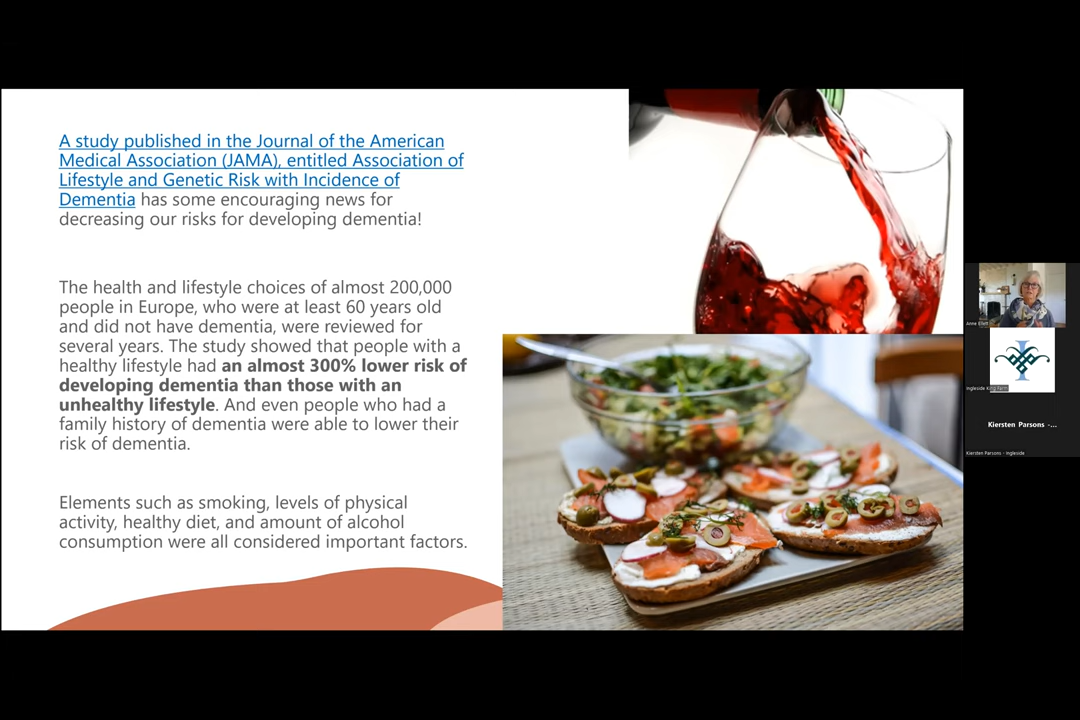 A study published in the Journal of the American
Medical Association (JAMA), entitled Association of
Lifestyle and Genetic Risk with Incidence of
Dementia has some encouraging news for
decreasing our risks for developing dementia!
The health and lifestyle choices of almost 200,000
people in Europe, who were at least 60 years old
and did not have dementia, were reviewed for
several years. The study showed that people with a
healthy lifestyle had an almost 300% lower risk of
developing dementia than those with an
unhealthy lifestyle. And even people who had a
family history of dementia were able to lower their
risk of dementia.
Elements such as smoking, levels of physical
activity, healthy diet, and amount of alcohol
consumption were all considered important factors.
Anne
Ingleside King Farm
Kiersten Parsons -...
Kiersten Parsons - Ingleside